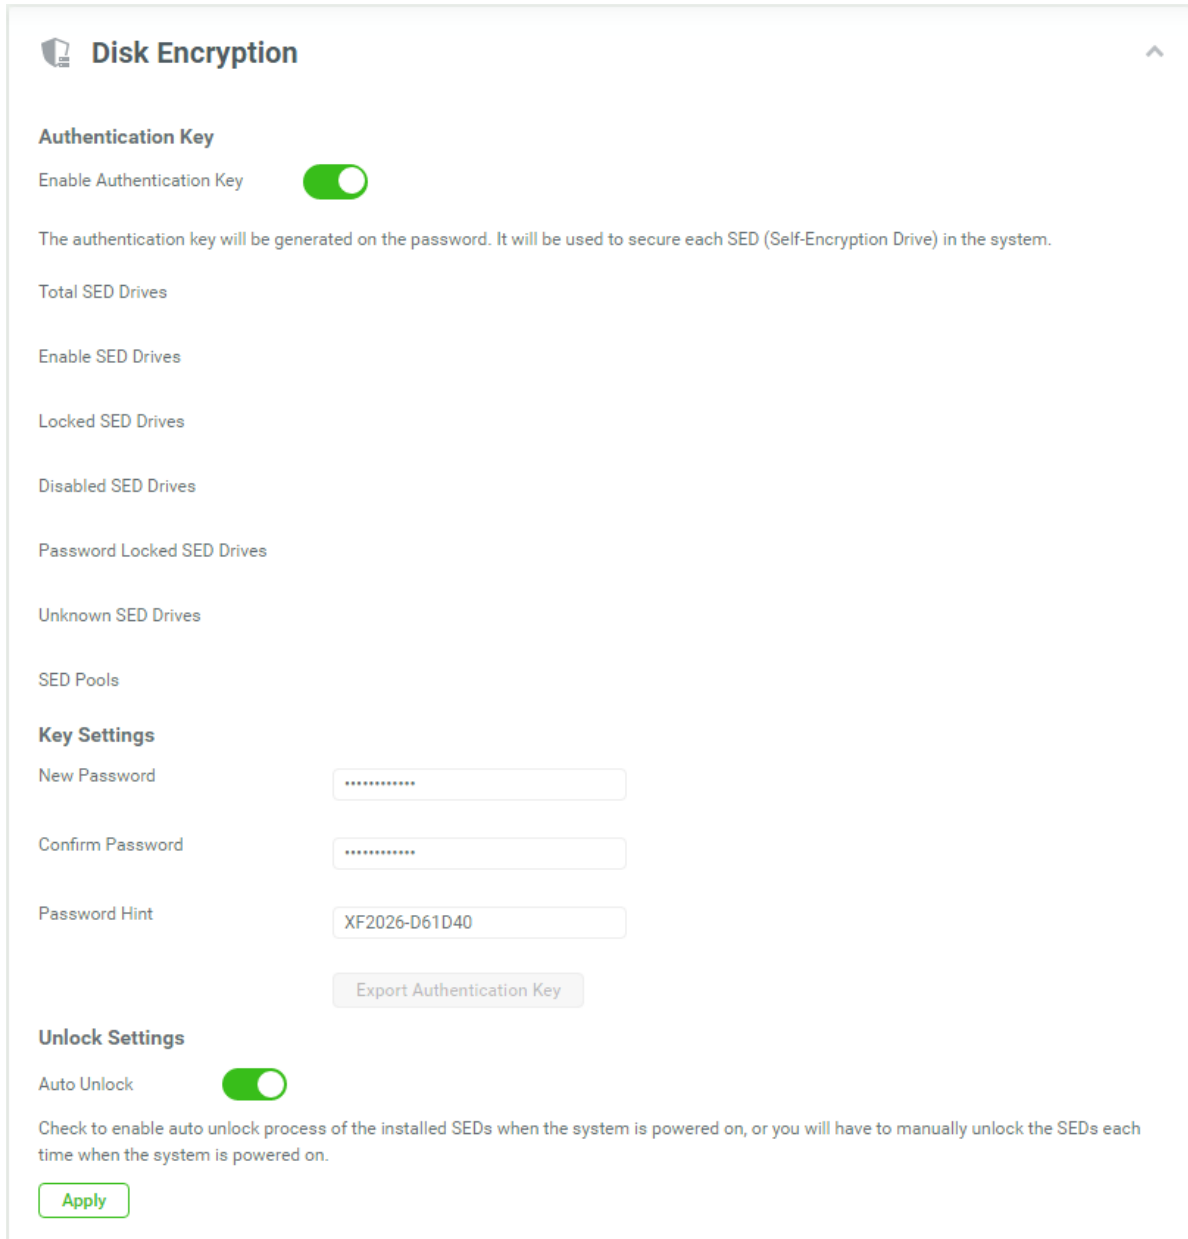 Disk Encryption
Authentication Key
Enable Authentication Key
The authentication key will be generated on the password. It will be used to secure each SED (Self-Encryption Drive) in the system.
Total SED Drives
Enable SED Drives
Locked SED Drives
Disabled SED Drives
Password Locked SED Drives
Unknown SED Drives
SED Pools
Key Settings
New Password ••••••••••••
Confirm Password ••••••••••••
Password Hint XF2026-D61D40
Export Authentication Key
Unlock Settings
Auto Unlock
Check to enable auto unlock process of the installed SEDs when the system is powered on, or you will have to manually unlock the SEDs each
time when the system is powered on.
Apply